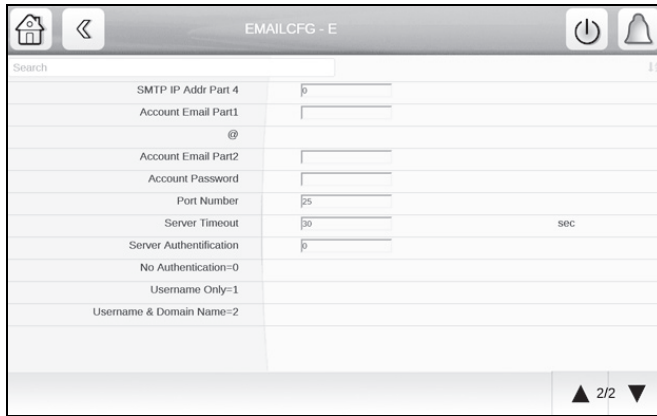 EMAILCFG - E
Search
SMTP IP Addr Part 4 0
Account Email Part1
@
Account Email Part2
Account Password
Port Number 25
Server Timeout 30 sec
Server Authentification 0
No Authentication=0
Username Only=1
Username & Domain Name=2
2/2